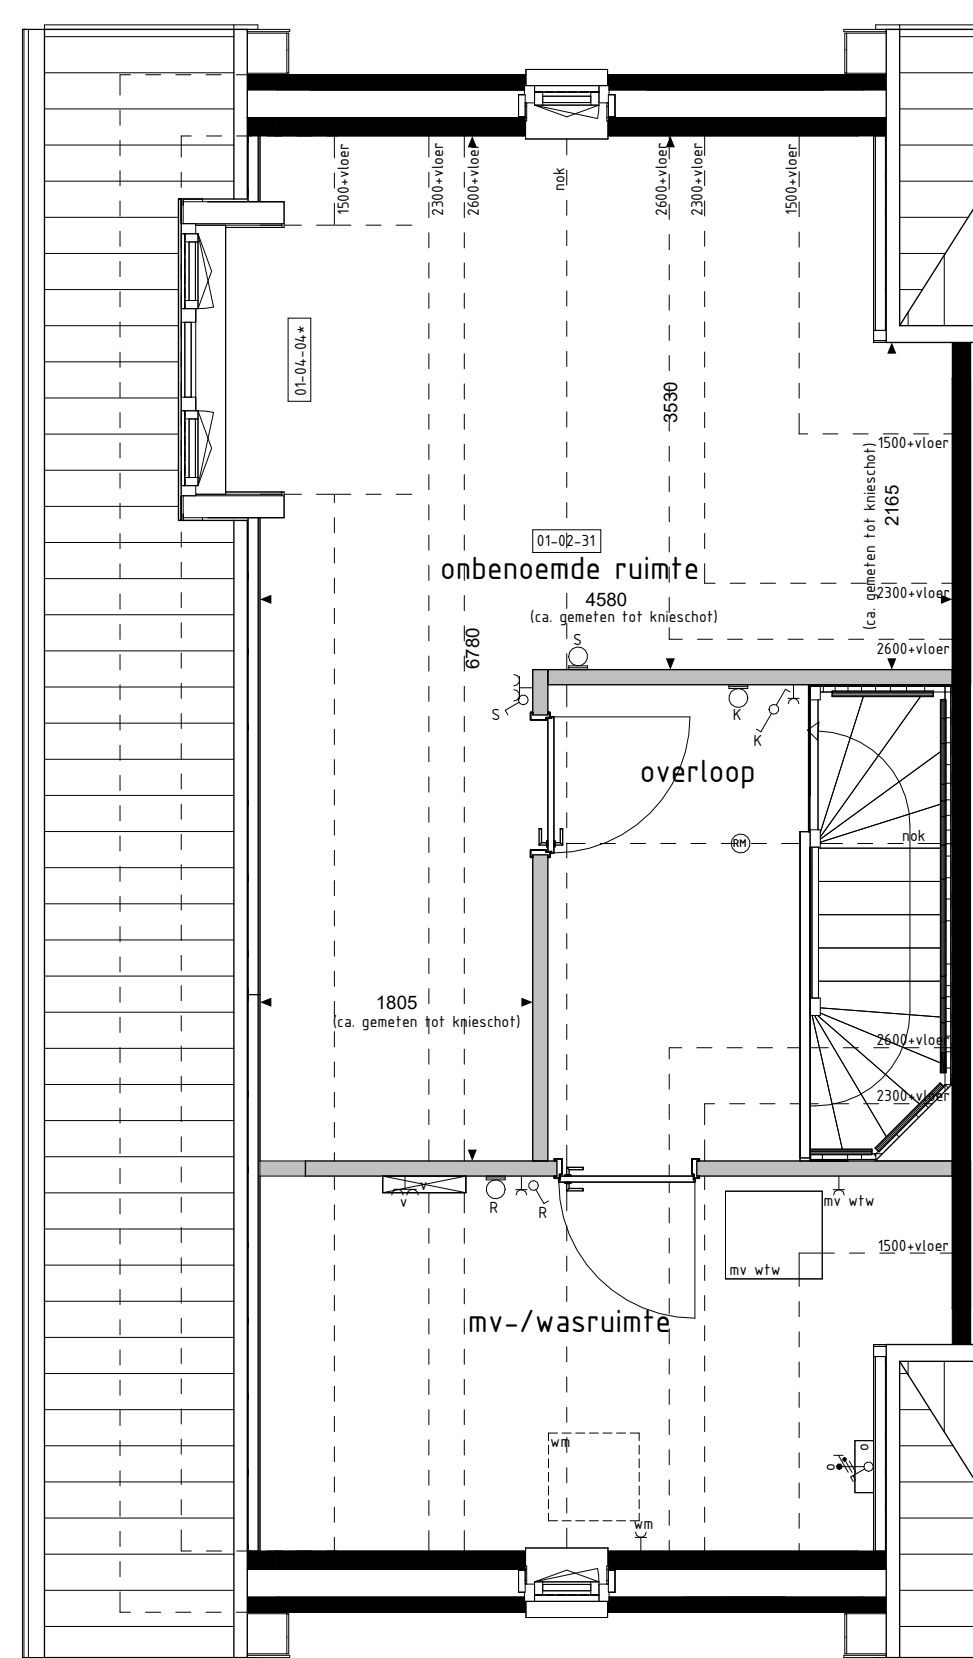 1500+vloer
2300+vloer
2600+vloer
nok
2600+vloer
2300+vloer
1500+vloer
01-04-04*
3530
1500+vloer
(ca. gemeten tot knieschot)
2165
01-02-31
onbenoemde ruimte
4580
(ca. gemeten tot knieschot)
2300+vloer
6780
S
2600+vloer
S
K
K
overloop
RM
nok
1805
(ca. gemeten tot knieschot)
2600+vloer
2300+vloer
v
v
R
R
mv wtw
mv wtw
1500+vloer
mv-/wasruimte
wm
wm
0
0